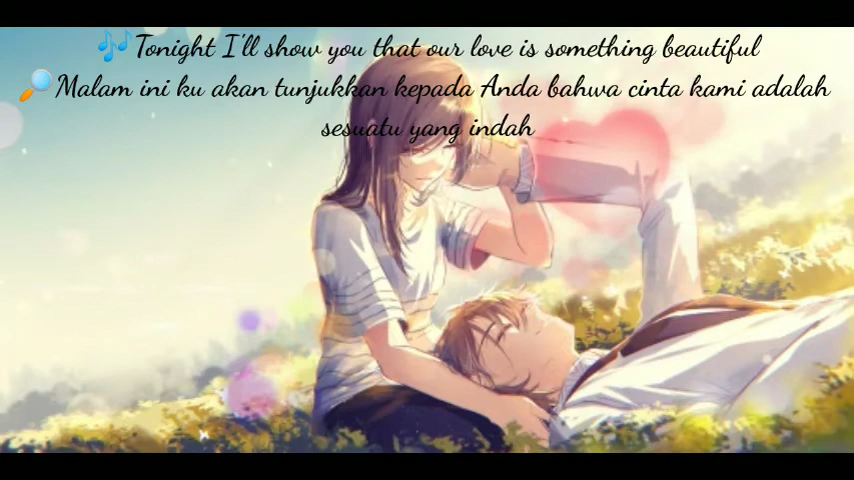 🎶Tonight I'll show you that our love is something beautiful
🔎Malam ini ku akan tunjukkan kepada Anda bahwa cinta kami adalah
sesuatu yang indah